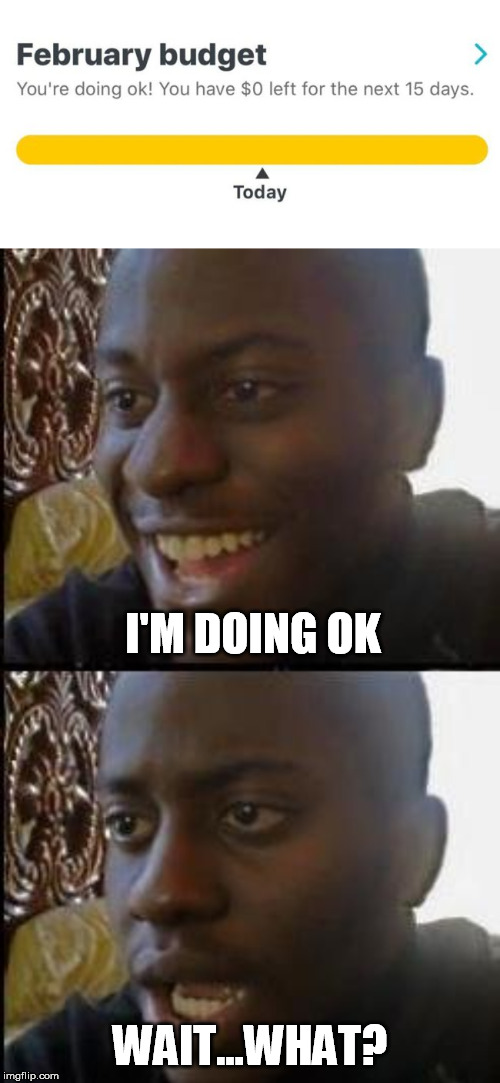 February budget
You're doing ok! You have $0 left for the next 15 days.
Today
I'M DOING OK
WAIT...WHAT?
imgflip.com